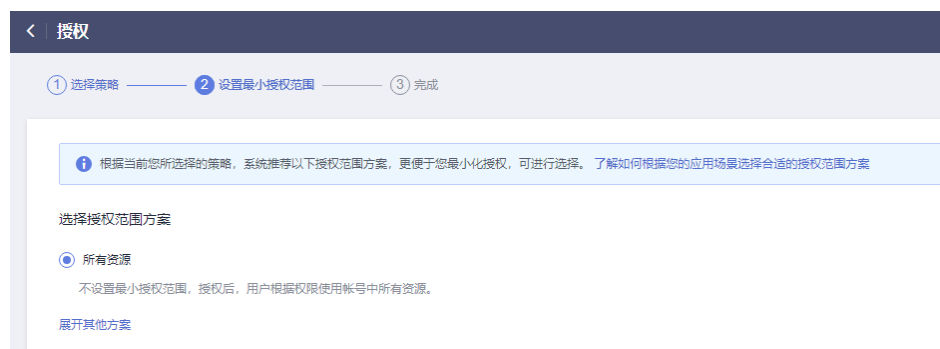 授权
1 选择策略 2 设置最小授权范围 3 完成
根据当前您所选择的策略，系统推荐以下授权范围方案，更便于您最小化授权，可进行选择。 了解如何根据您的应用场景选择合适的授权范围方案
选择授权范围方案
所有资源
不设置最小授权范围，授权后，用户根据权限使用帐号中所有资源。
展开其他方案